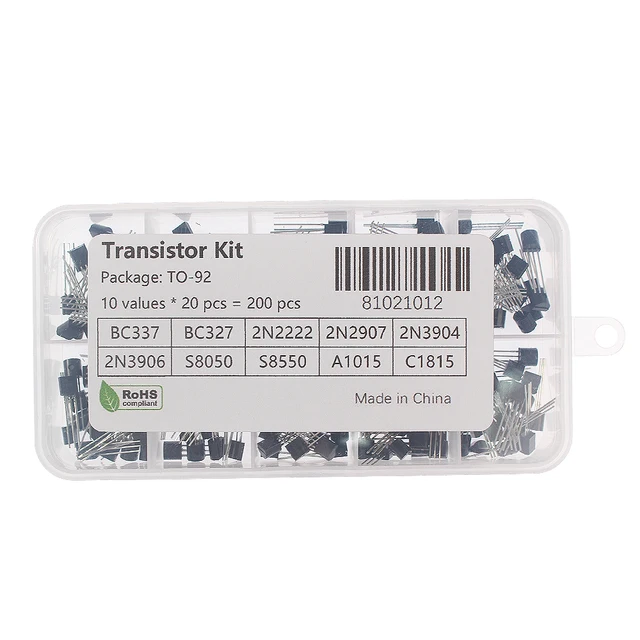 Transistor Kit
Package: TO-92
10 values * 20 pcs = 200 pcs
81021012
BC337 BC327 2N2222 2N2907 2N3904
2N3906 S8050 S8550 A1015 C1815
RoHS
compliant
Made in China